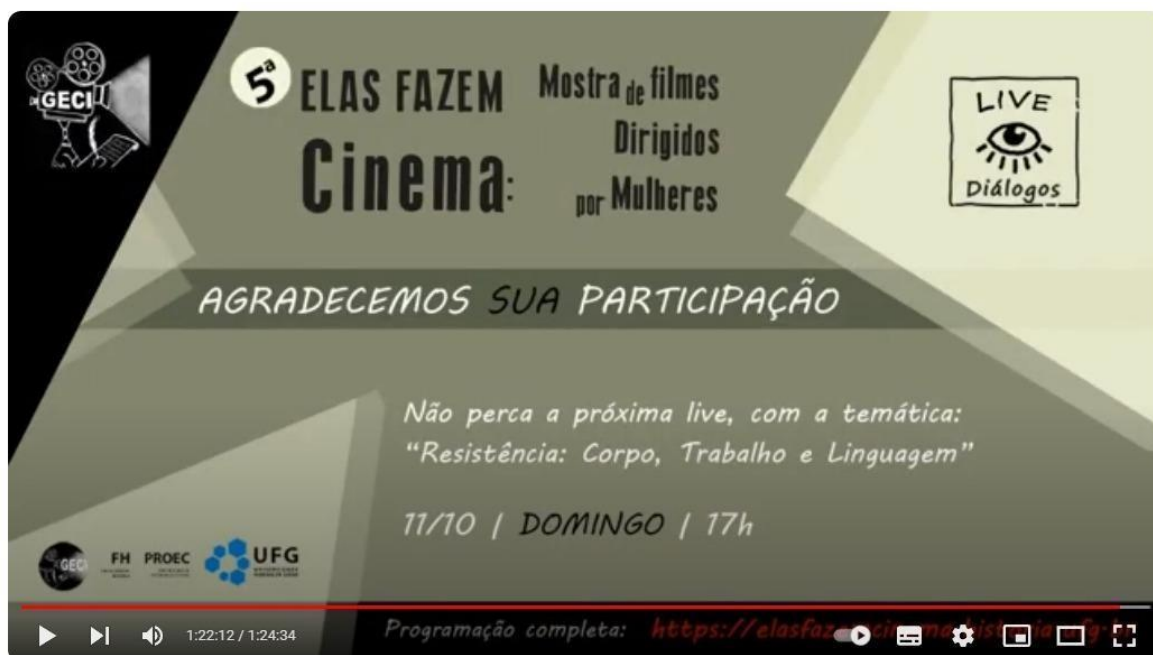 GECI
5ª ELAS FAZEM
Cinema:
Mostra de filmes
Dirigidos
por Mulheres
LIVE
Diálogos
AGRADECEMOS SUA PARTICIPAÇÃO
Não perca a próxima live, com a temática:
“Resistência: Corpo, Trabalho e Linguagem”
11/10 | DOMINGO | 17h
GECI
FH PROEC
UFG
1:22:12 / 1:24:34
Programação completa: